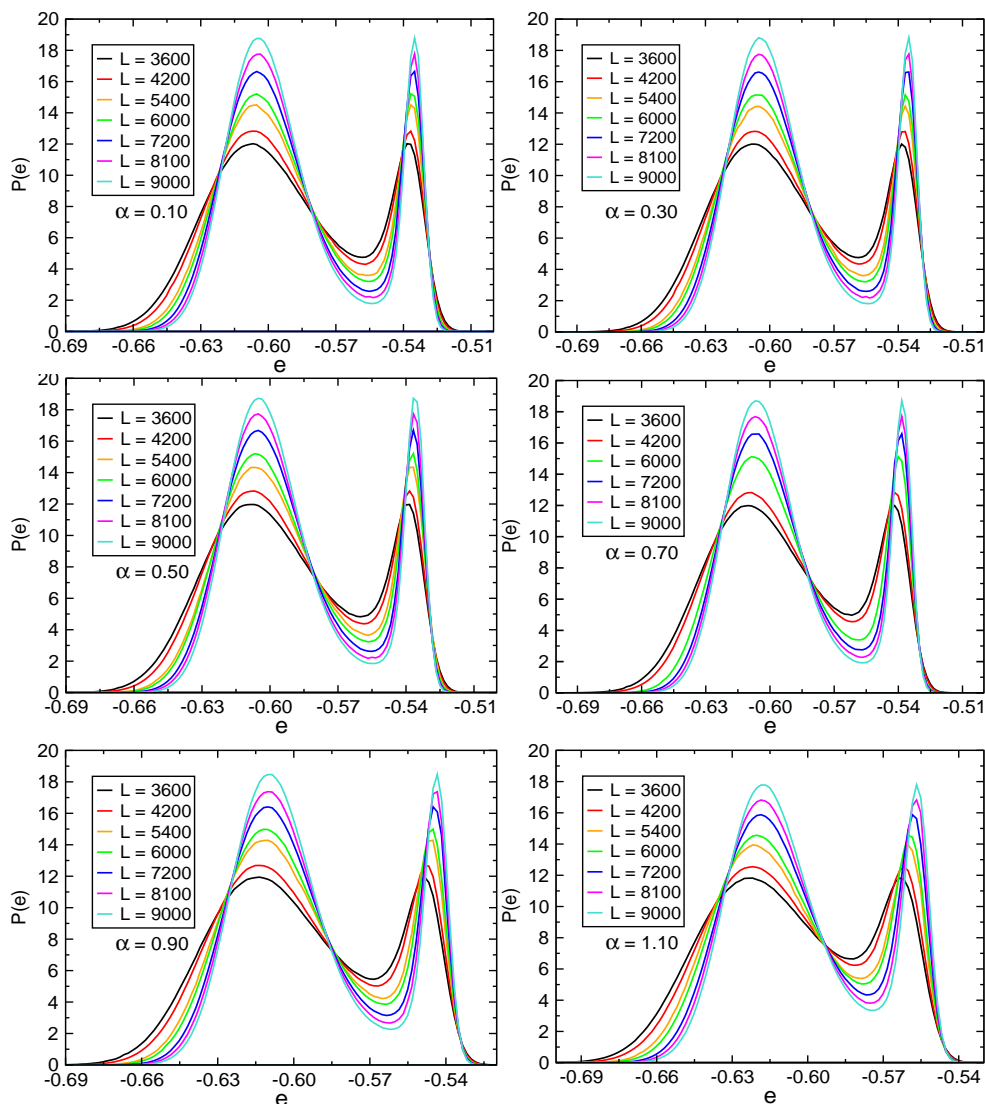 20
18
16
14
12
10
8
6
4
2
0
P(e)
L = 3600
L = 4200
L = 5400
L = 6000
L = 7200
L = 8100
L = 9000
α = 0.10
-0.69 -0.66 -0.63 -0.60 -0.57 -0.54 -0.51
e
20
18
16
14
12
10
8
6
4
2
0
P(e)
L = 3600
L = 4200
L = 5400
L = 6000
L = 7200
L = 8100
L = 9000
α = 0.30
-0.69 -0.66 -0.63 -0.60 -0.57 -0.54 -0.51
e
20
18
16
14
12
10
8
6
4
2
0
P(e)
L = 3600
L = 4200
L = 5400
L = 6000
L = 7200
L = 8100
L = 9000
α = 0.50
-0.69 -0.66 -0.63 -0.60 -0.57 -0.54 -0.51
e
20
18
16
14
12
10
8
6
4
2
0
P(e)
L = 3600
L = 4200
L = 6000
L = 7200
L = 8100
L = 9000
α = 0.70
-0.69 -0.66 -0.63 -0.60 -0.57 -0.54 -0.51
e
20
18
16
14
12
10
8
6
4
2
0
P(e)
L = 3600
L = 4200
L = 5400
L = 6000
L = 7200
L = 8100
L = 9000
α = 0.90
-0.69 -0.66 -0.63 -0.60 -0.57 -0.54
e
20
18
16
14
12
10
8
6
4
2
0
P(e)
L = 3600
L = 4200
L = 5400
L = 6000
L = 7200
L = 8100
L = 9000
α = 1.10
-0.69 -0.66 -0.63 -0.60 -0.57 -0.54
e